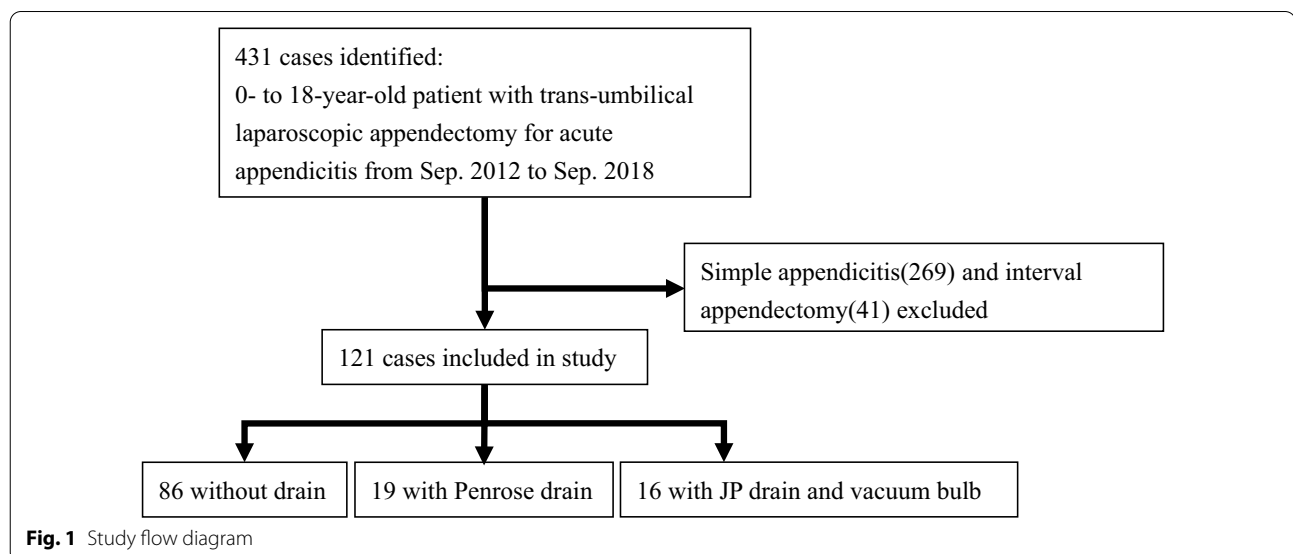 431 cases identified:
0- to 18-year-old patient with trans-umbilical
laparoscopic appendectomy for acute
appendicitis from Sep. 2012 to Sep. 2018
Simple appendicitis(269) and interval
appendectomy(41) excluded
121 cases included in study
86 without drain
19 with Penrose drain
16 with JP drain and vacuum bulb
Fig. 1 Study flow diagram